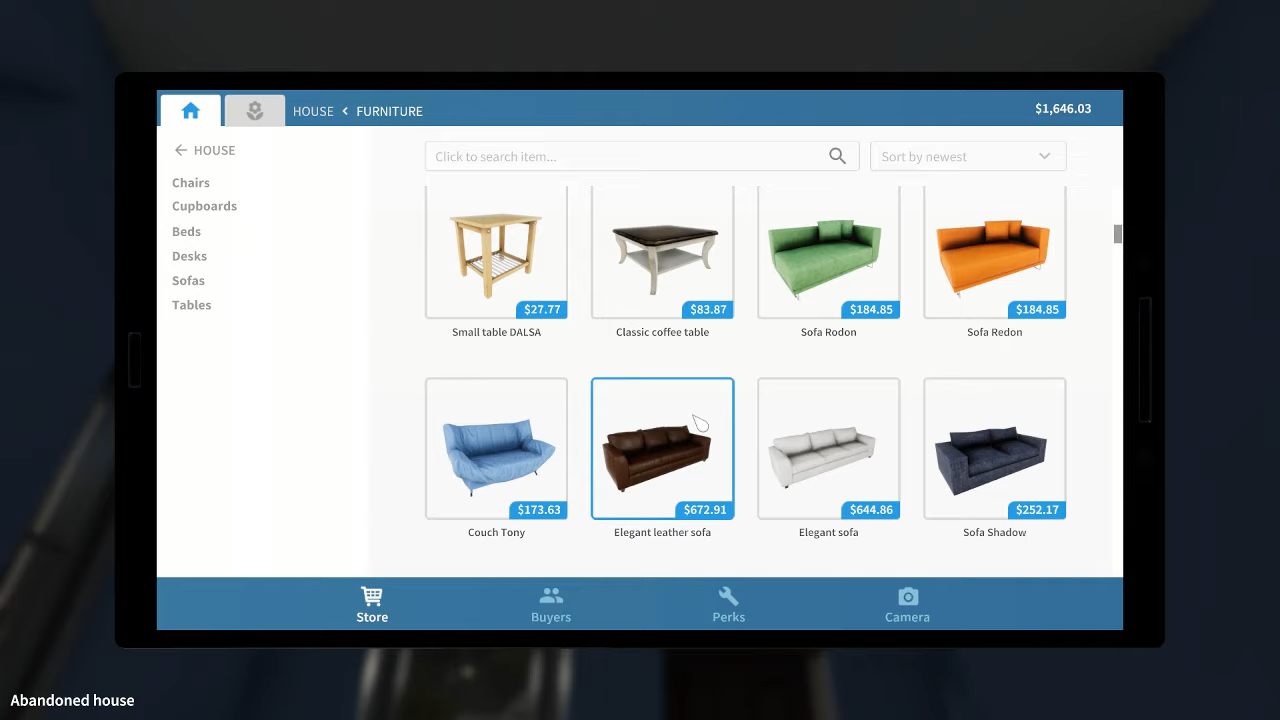 HOUSE < FURNITURE
$1,646.03
HOUSE
Click to search item...
Sort by newest
Chairs
Cupboards
Beds
Desks
Sofas
Tables
$27.77
$83.87
$184.85
$184.85
Small table DALSA
Classic coffee table
Sofa Rodon
Sofa Redon
$173.63
$672.91
$644.86
$252.17
Couch Tony
Elegant leather sofa
Elegant sofa
Sofa Shadow
Store
Buyers
Perks
Camera
Abandoned house